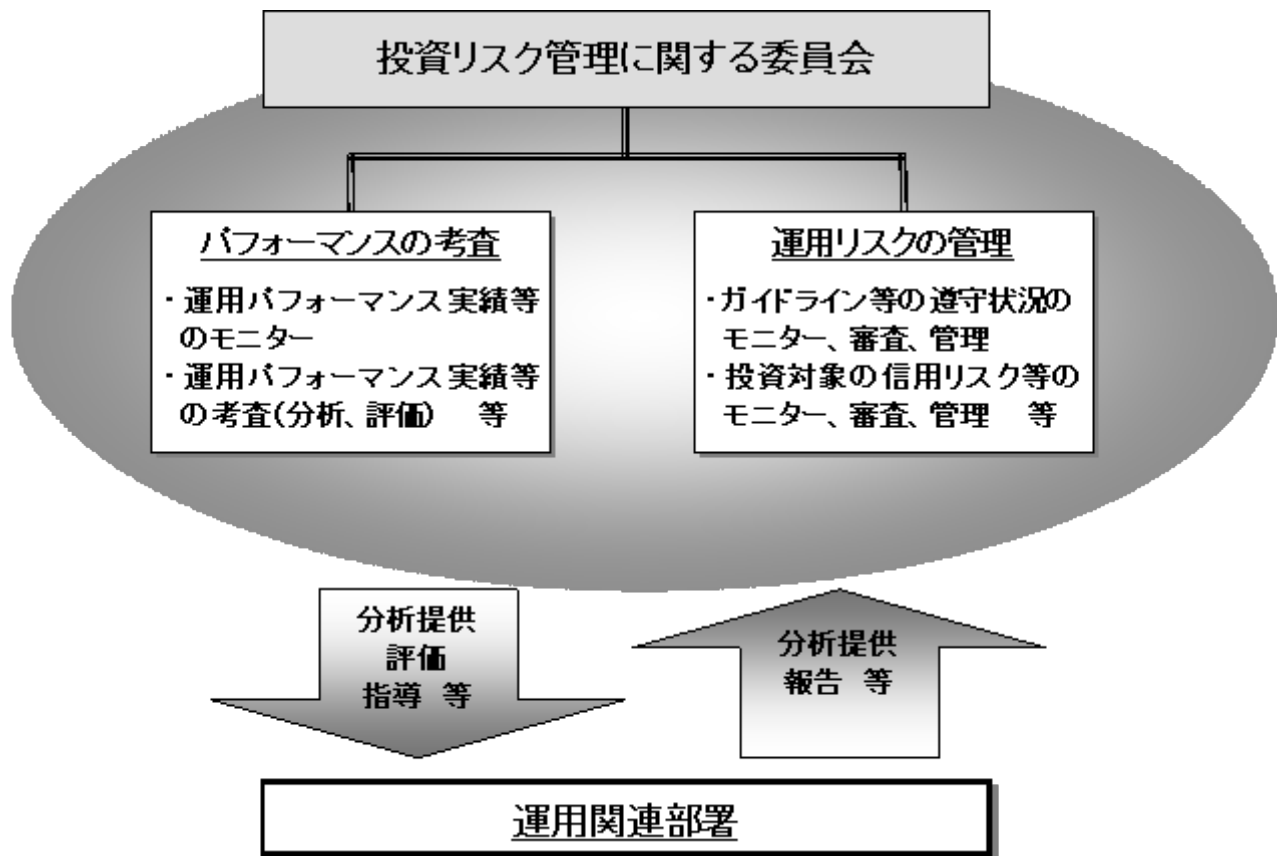 投資リスク管理に関する委員会
パフォーマンスの考査
・運用パフォーマンス実績等
のモニター
・運用パフォーマンス実績等
の考査(分析、評価) 等
運用リスクの管理
・ガイドライン等の遵守状況の
モニター、審査、管理
・投資対象の信用リスク等の
モニター、審査、管理 等
分析提供
評価
指導 等
分析提供
報告 等
運用関連部署